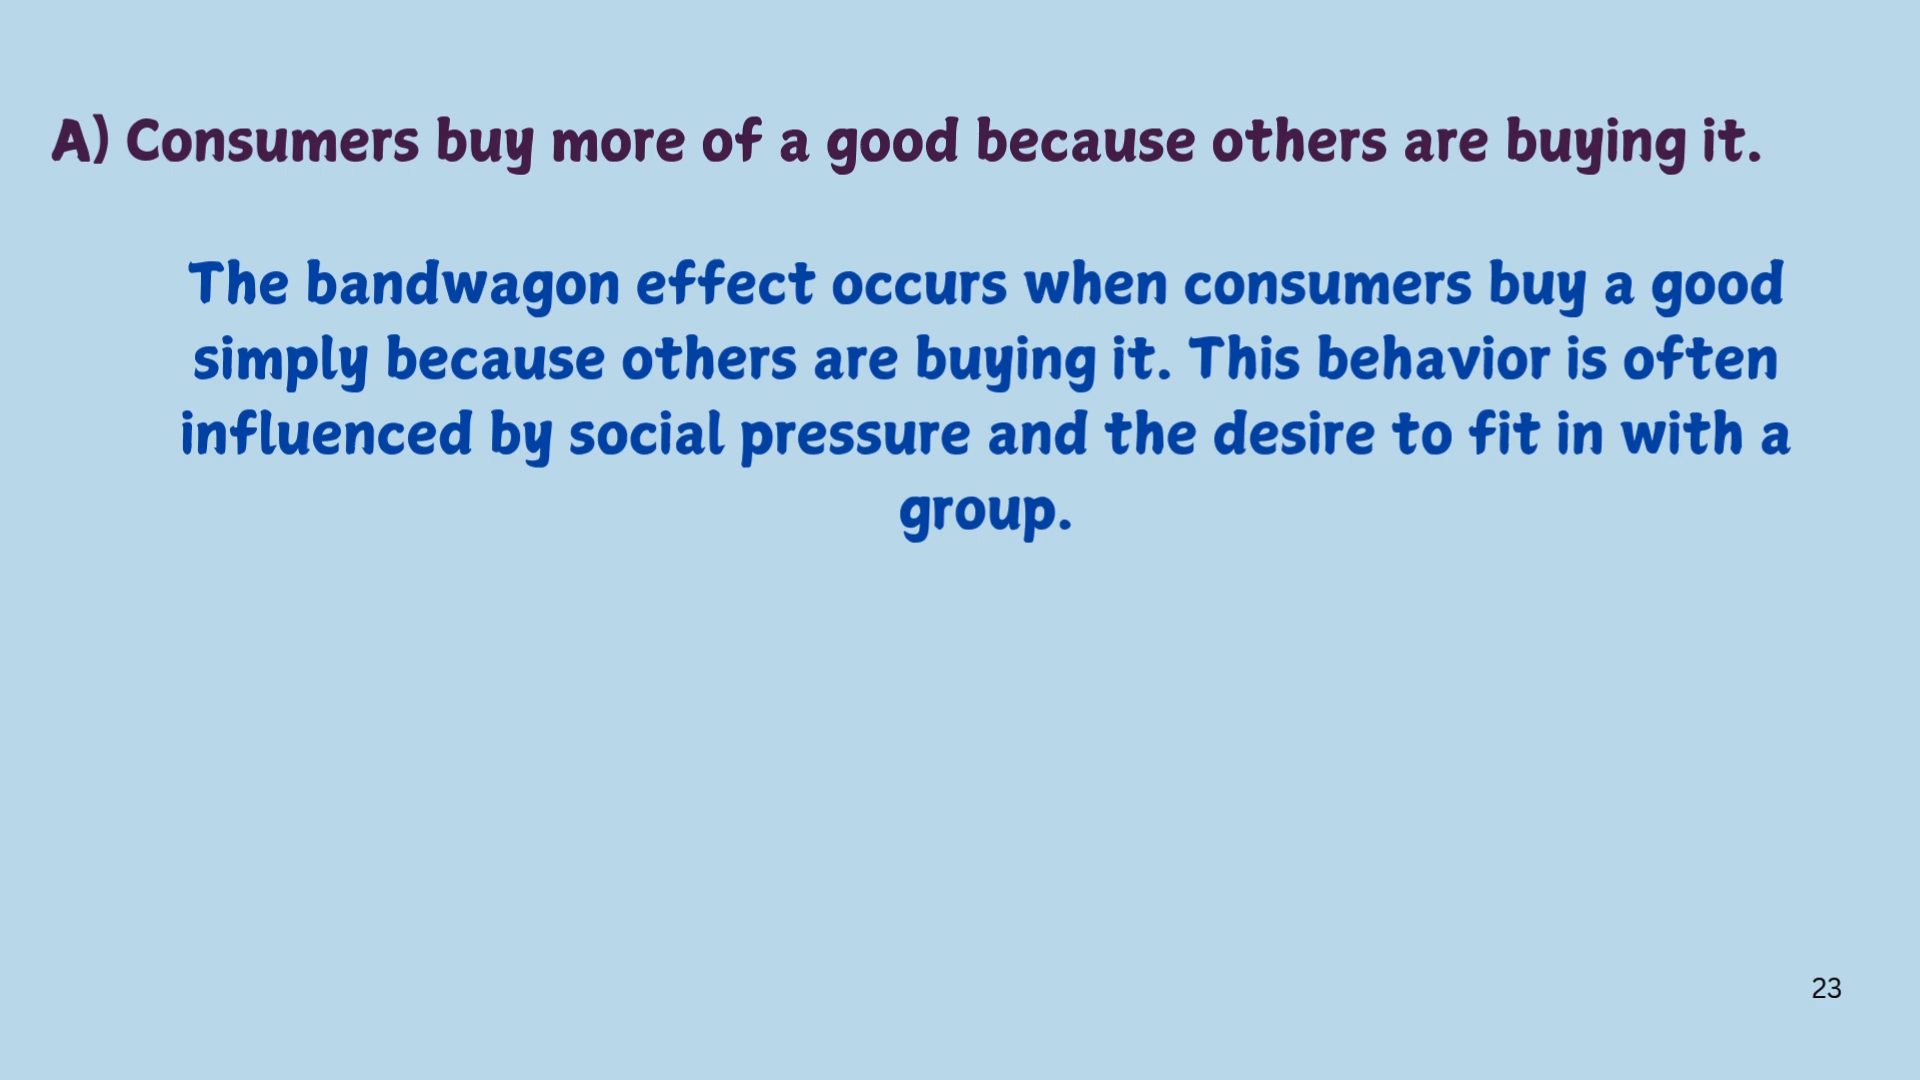 A) Consumers buy more of a good because others are buying it.
The bandwagon effect occurs when consumers buy a good
simply because others are buying it. This behavior is often
influenced by social pressure and the desire to fit in with a
group.
23